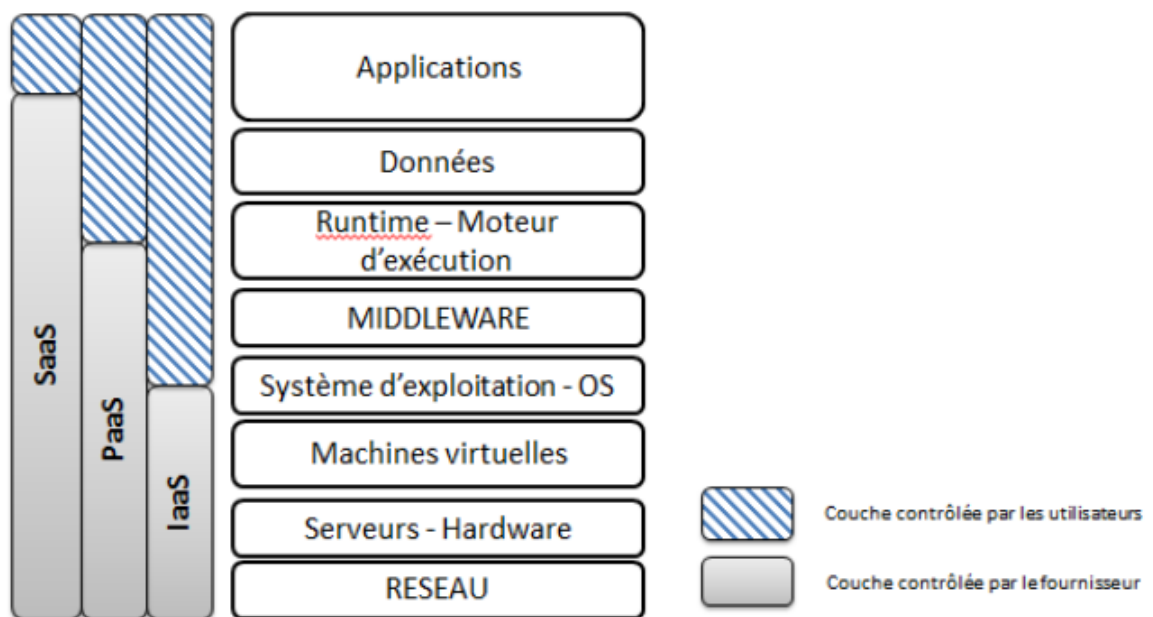 Applications
Données
Runtime – Moteur
d'exécution
MIDDLEWARE
Système d'exploitation - OS
Machines virtuelles
Serveurs - Hardware
RESEAU
SaaS
PaaS
IaaS
Couche contrôlée par les utilisateurs
Couche contrôlée par le fournisseur